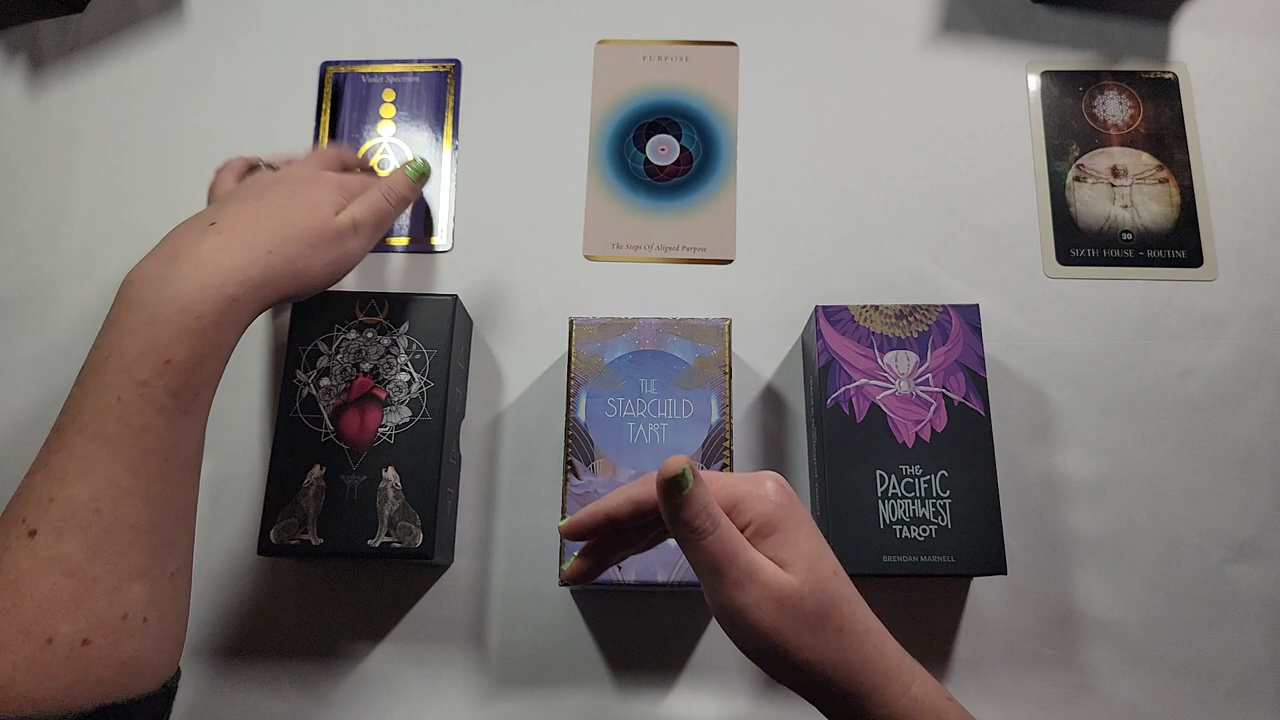 Violet Specimen
PURPOSE
The Steps Of Aligned Purpose
30
SIXTH HOUSE ~ ROUTINE
THE
STARCHILD
TAROT
THE
PACIFIC
NORTHWEST
TAROT
BRENDAN MARNELL